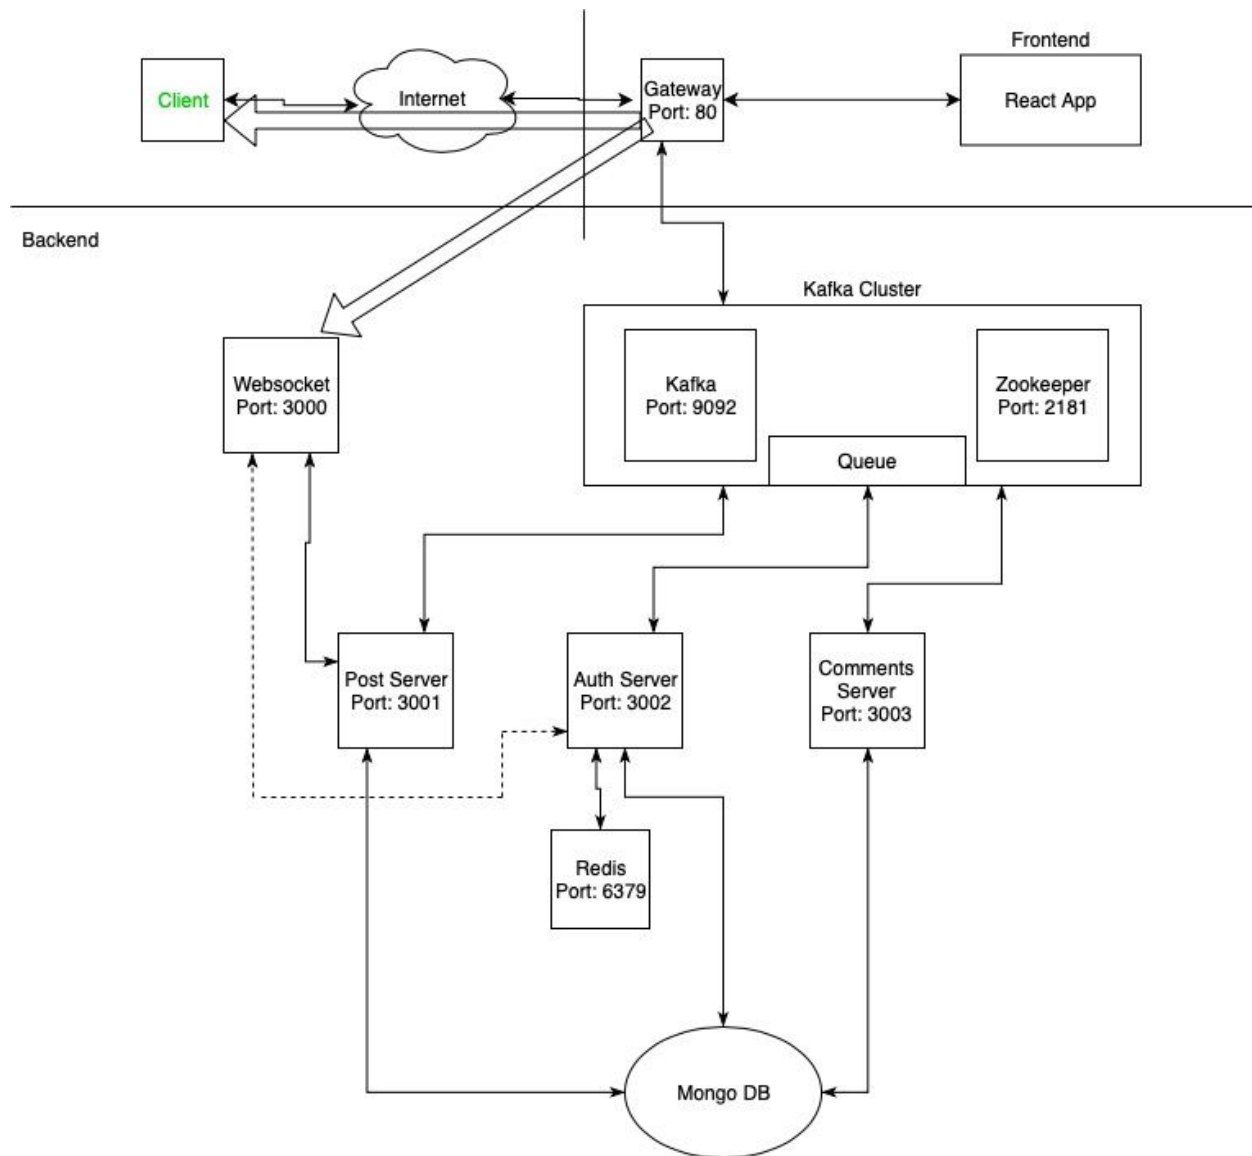 Frontend
Client
Internet
Gateway
Port: 80
React App
Backend
Kafka Cluster
Websocket
Port: 3000
Kafka
Port: 9092
Zookeeper
Port: 2181
Queue
Post Server
Port: 3001
Auth Server
Port: 3002
Comments
Server
Port: 3003
Redis
Port: 6379
Mongo DB